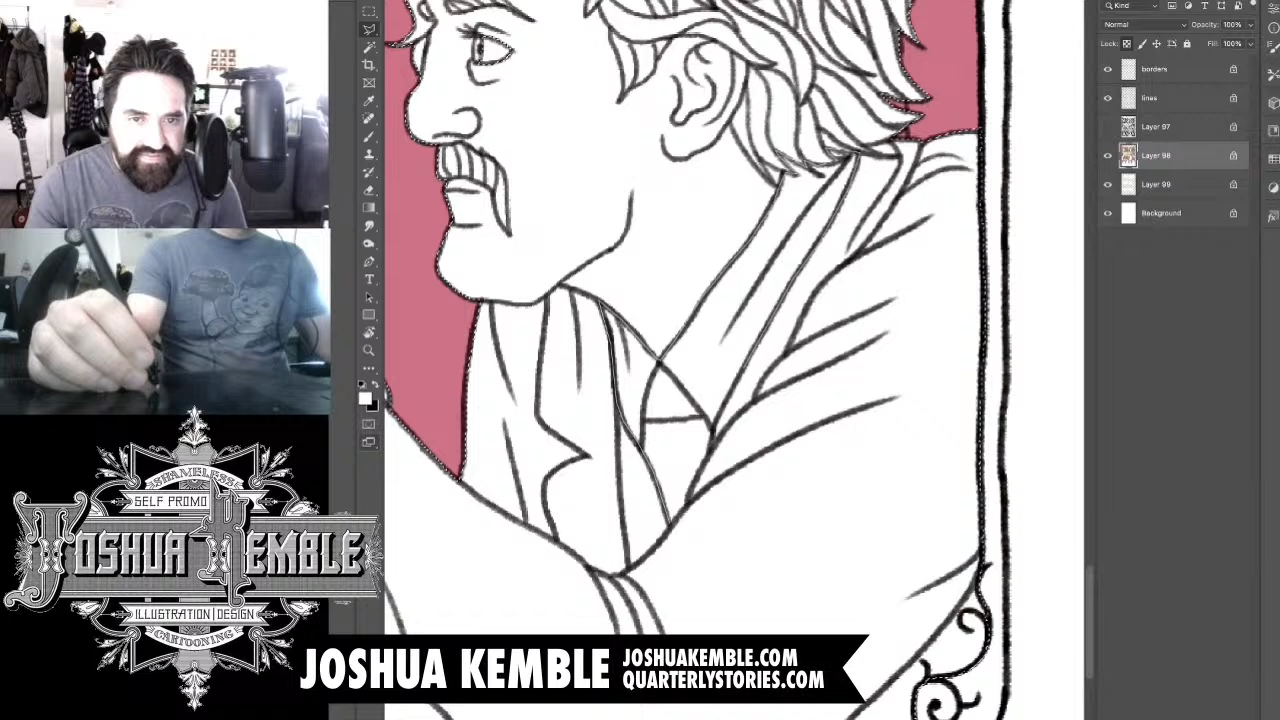 Kind
Normal
Opacity: 100%
Lock:
Fill: 100%
borders
lines
Layer 97
Layer 98
Layer 99
Background
SHAMELESS
SELF PROMO
JOSHUA KEMBLE
ILLUSTRATION|DESIGN
CARTOONING
JOSHUA KEMBLE
JOSHUAKEMBLE.COM
QUARTERLYSTORIES.COM